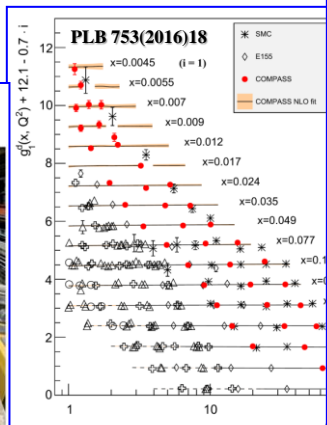 PLB 753(2016)18
(i = 1)
SMC
E155
COMPASS
COMPASS NLO fit
g₁ᵖ(x, Q²) + 12.1 - 0.7 · i
12
10
8
6
4
2
0
x=0.0045
x=0.0055
x=0.007
x=0.009
x=0.012
x=0.017
x=0.024
x=0.035
x=0.049
x=0.077
1
10